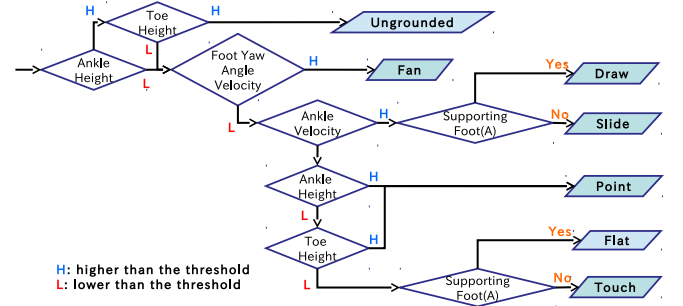 H
Toe
Height
H
Ungrounded
L
Ankle
Height
L
Foot Yaw
Angle
Velocity
H
Fan
L
Ankle
Velocity
H
Supporting
Foot(A)
Yes
Draw
No
Slide
Ankle
Height
H
Point
L
Toe
Height
H
L
Supporting
Foot(A)
Yes
Flat
No
Touch
H: higher than the threshold
L: lower than the threshold